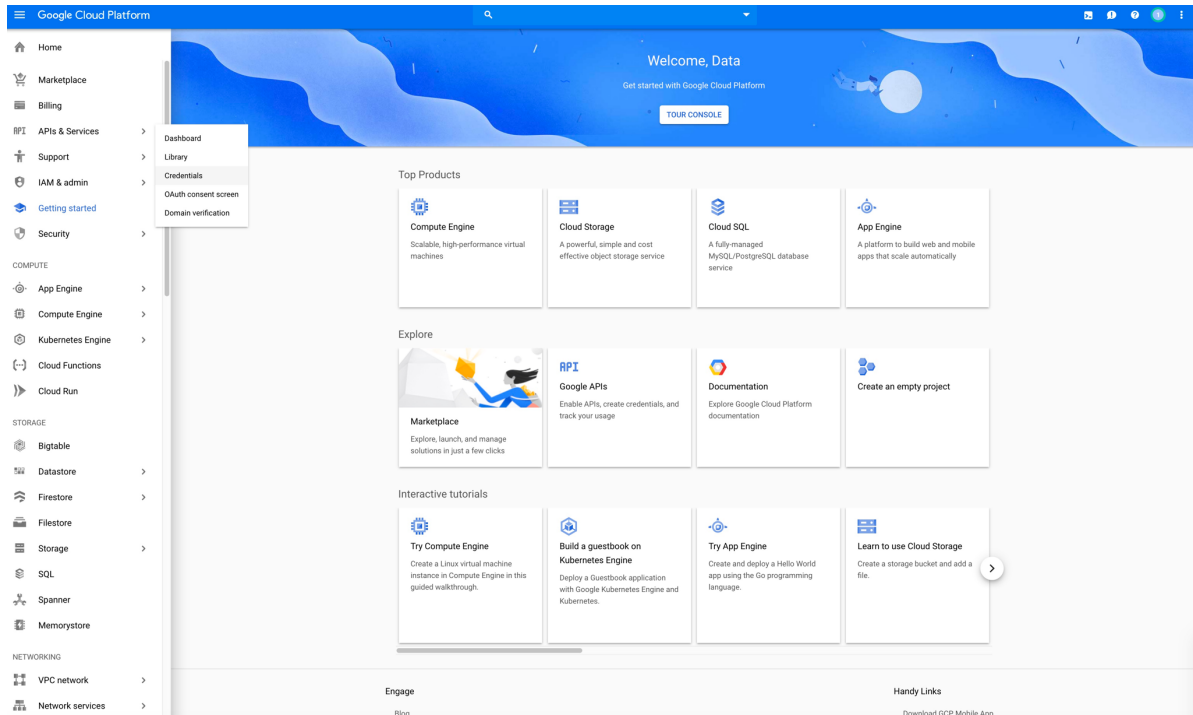 Google Cloud Platform
Home
Marketplace
Billing
API APIs & Services
Support
IAM & admin
Getting started
Security
COMPUTE
App Engine
Compute Engine
Kubernetes Engine
Cloud Functions
Cloud Run
STORAGE
Bigtable
Datastore
Firestore
Filestore
Storage
SQL
Spanner
Memorystore
NETWORKING
VPC network
Network services
Dashboard
Library
Credentials
OAuth consent screen
Domain verification
Welcome, Data
Get started with Google Cloud Platform
TOUR CONSOLE
Top Products
Compute Engine
Scalable, high-performance virtual
machines
Cloud Storage
A powerful, simple and cost
effective object storage service
Cloud SQL
A fully-managed
MySQL/PostgreSQL database
service
App Engine
A platform to build web and mobile
apps that scale automatically
Explore
Marketplace
Explore, launch, and manage
solutions in just a few clicks
API
Google APIs
Enable APIs, create credentials, and
track your usage
Documentation
Explore Google Cloud Platform
documentation
Create an empty project
Interactive tutorials
Try Compute Engine
Create a Linux virtual machine
instance in Compute Engine in this
guided walkthrough.
Build a guestbook on
Kubernetes Engine
Deploy a Guestbook application
with Google Kubernetes Engine and
Kubernetes.
Try App Engine
Create and deploy a Hello World
app using the Go programming
language.
Learn to use Cloud Storage
Create a storage bucket and add a
file.
Engage
Blog
Handy Links
Download GCP Mobile App